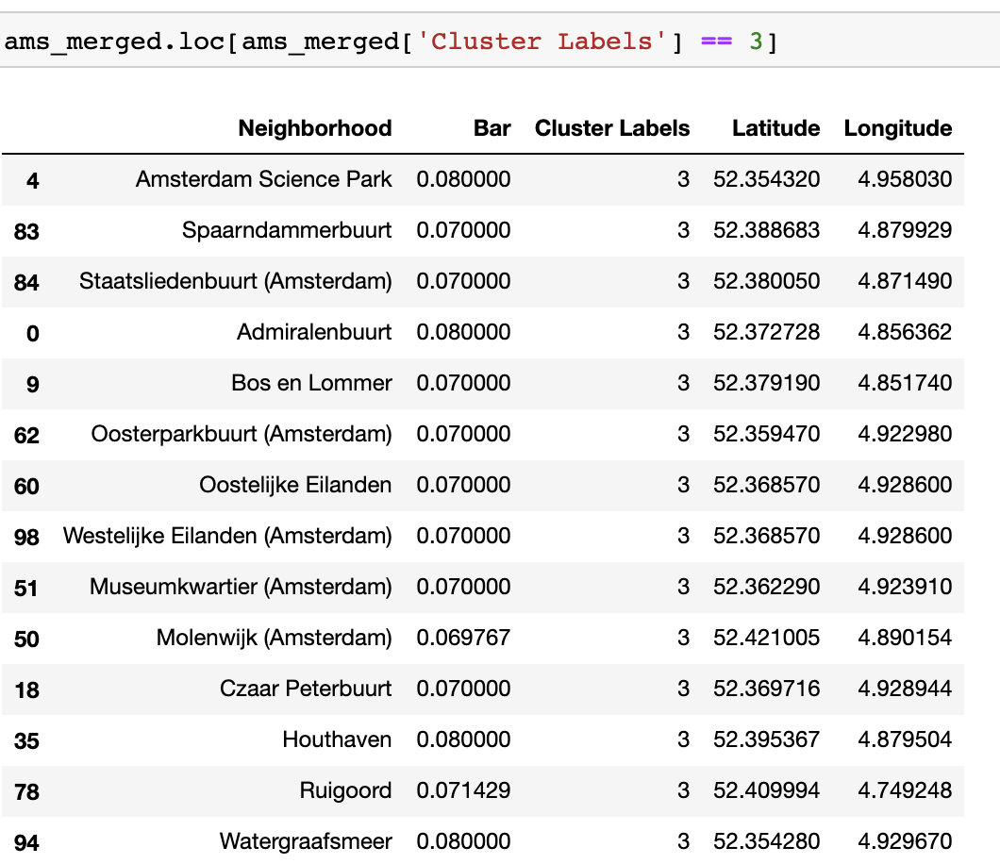 ams_merged.loc[ams_merged['Cluster Labels'] == 3]
Neighborhood Bar Cluster Labels Latitude Longitude
4 Amsterdam Science Park 0.080000 3 52.354320 4.958030
83 Spaarndammerbuurt 0.070000 3 52.388683 4.879929
84 Staatsliedenbuurt (Amsterdam) 0.070000 3 52.380050 4.871490
0 Admiralenbuurt 0.080000 3 52.372728 4.856362
9 Bos en Lommer 0.070000 3 52.379190 4.851740
62 Oosterparkbuurt (Amsterdam) 0.070000 3 52.359470 4.922980
60 Oostelijke Eilanden 0.070000 3 52.368570 4.928600
98 Westelijke Eilanden (Amsterdam) 0.070000 3 52.368570 4.928600
51 Museumkwartier (Amsterdam) 0.070000 3 52.362290 4.923910
50 Molenwijk (Amsterdam) 0.069767 3 52.421005 4.890154
18 Czaar Peterbuurt 0.070000 3 52.369716 4.928944
35 Houthaven 0.080000 3 52.395367 4.879504
78 Ruigoord 0.071429 3 52.409994 4.749248
94 Watergraafsmeer 0.080000 3 52.354280 4.929670